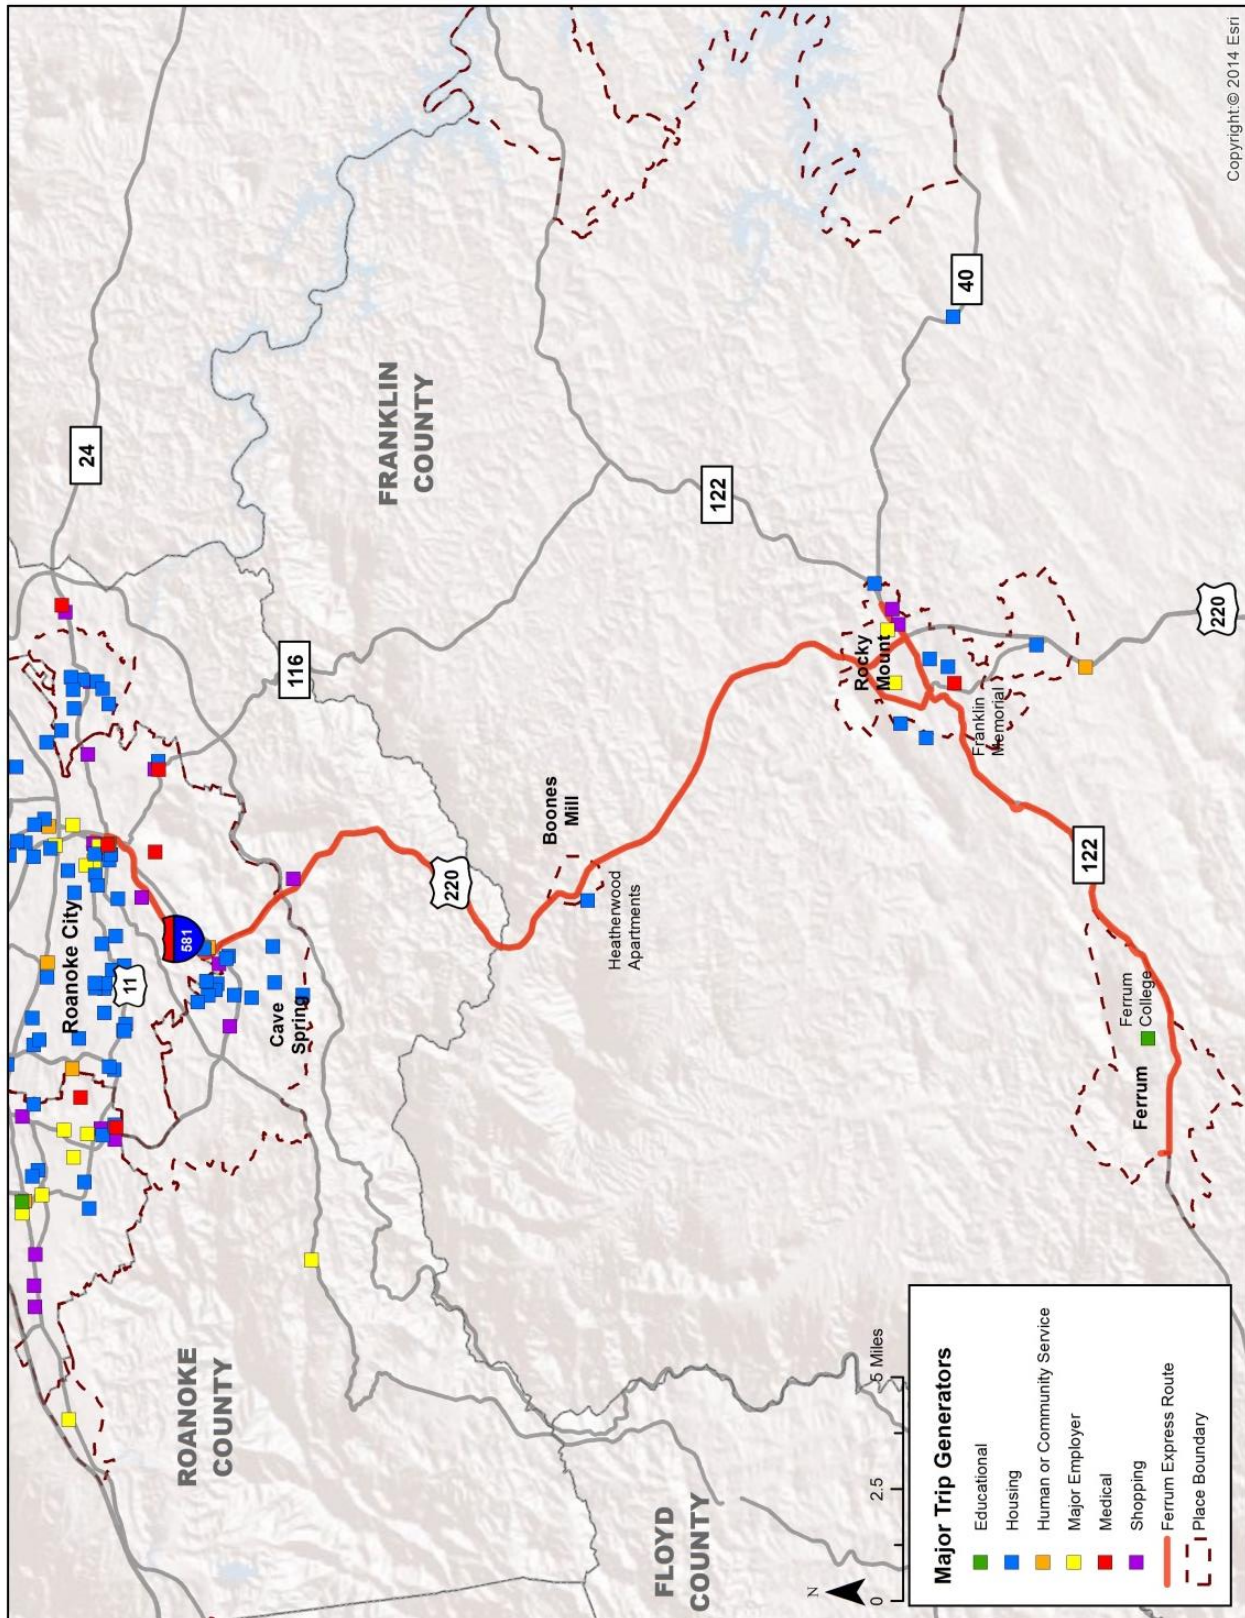 24
FRANKLIN
COUNTY
116
Roanoke City
11
581
Cave
Spring
220
Boones
Mill
Heatherwood
Apartments
122
40
Rocky
Mount
Franklin
Memorial
220
122
Ferrum
College
Ferrum
ROANOKE
COUNTY
FLOYD
COUNTY
N
0
2.5
5 Miles
Major Trip Generators
Educational
Housing
Human or Community Service
Major Employer
Medical
Shopping
Ferrum Express Route
Place Boundary
Copyright:© 2014 Esri